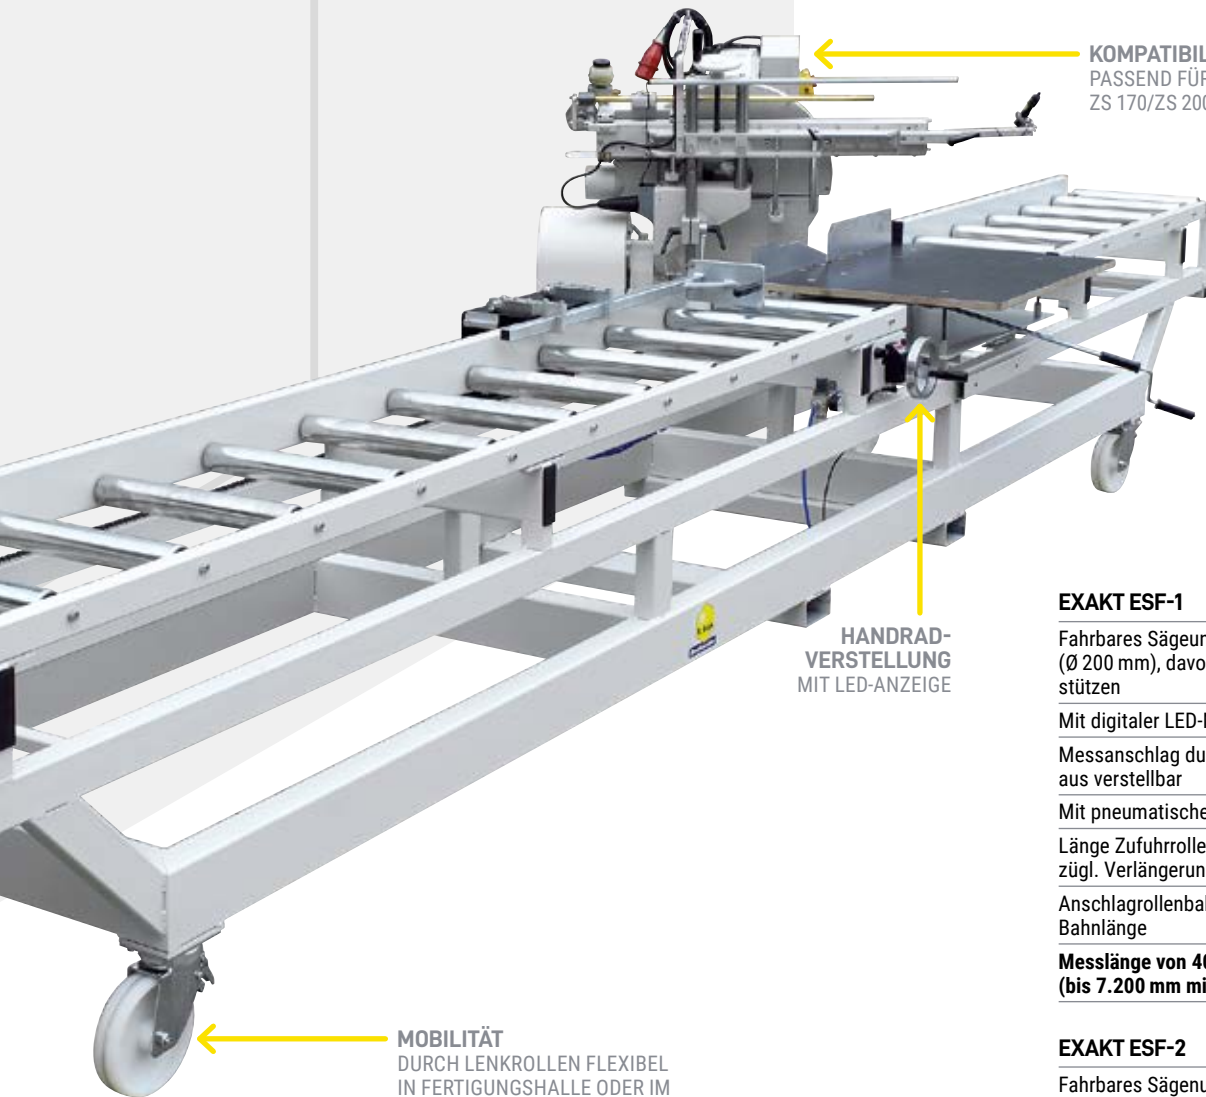 KOMPATIBIL
PASSEND FÜR
ZS 170/ZS 200
HANDRAD-
VERSTELLUNG
MIT LED-ANZEIGE
MOBILITÄT
DURCH LENKROLLEN FLEXIBEL
IN FERTIGUNGSHALLE ODER IM
EXAKT ESF-1
Fahrbares Sägeun
(Ø 200 mm), davo
stützen
Mit digitaler LED-
Messanschlag du
aus verstellbar
Mit pneumatische
Länge Zufuhrrolle
zügl. Verlängerun
Anschlagrollenba
Bahnlänge
Messlänge von 4
(bis 7.200 mm mi
EXAKT ESF-2
Fahrbares Sägenu